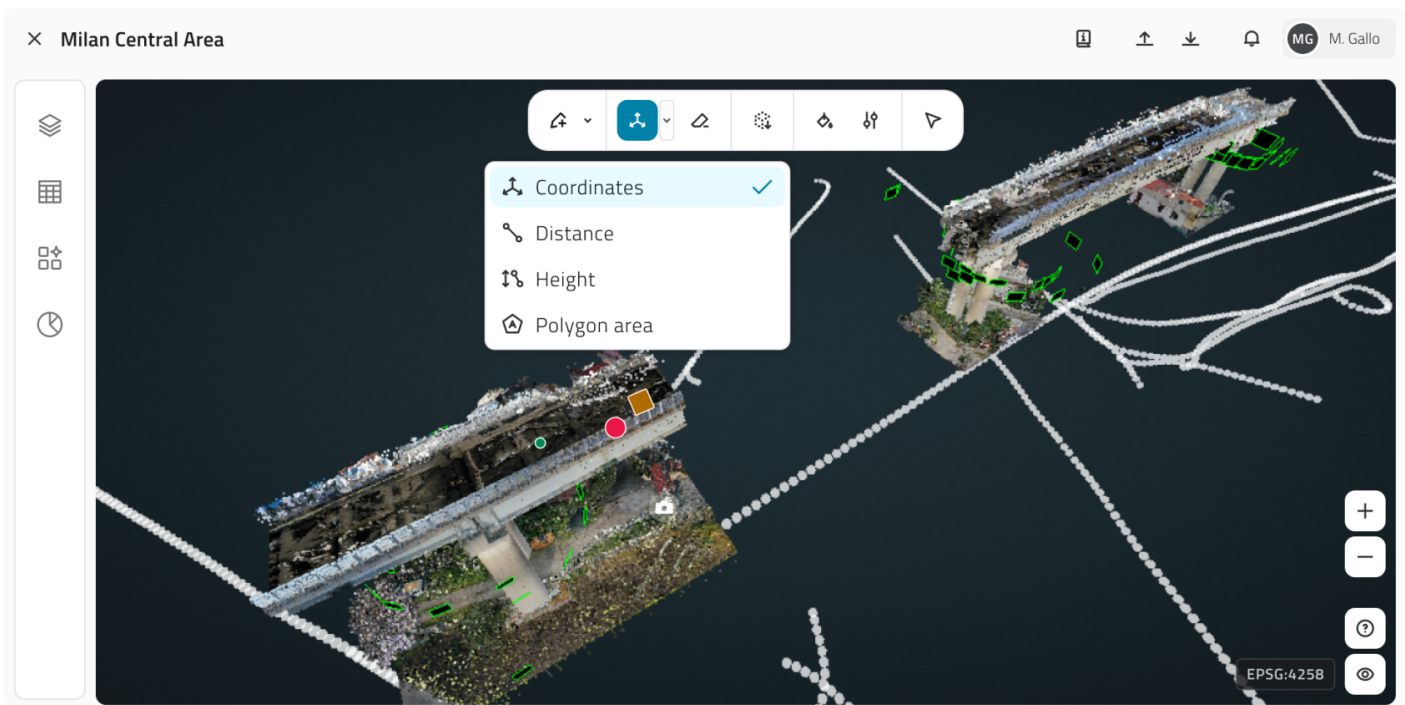 Milan Central Area
MG
M. Gallo
Coordinates
Distance
Height
Polygon area
EPSG:4258